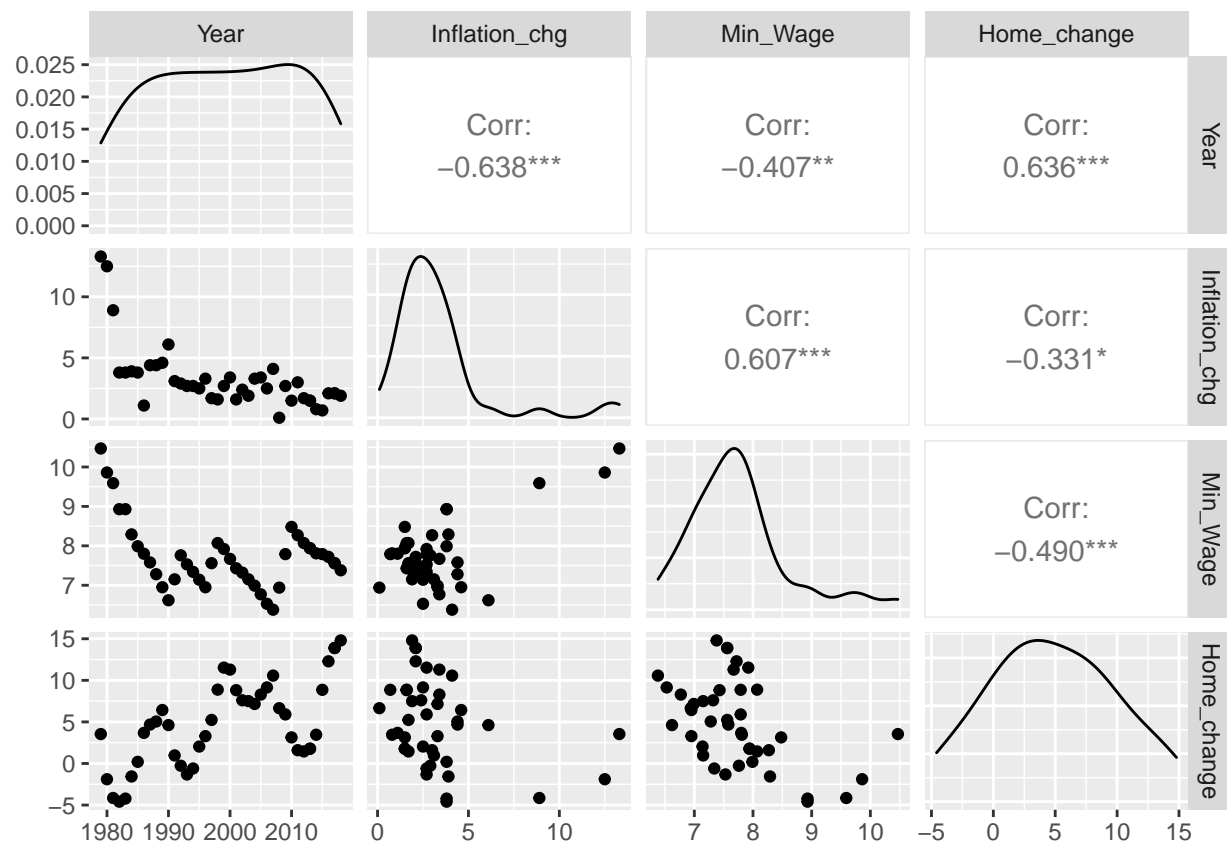 Year
Inflation_chg
Min_Wage
Home_change
0.025
0.020
0.015
0.010
0.005
0.000
Corr:
−0.638***
Corr:
−0.407**
Corr:
0.636***
Year
10
5
0
Corr:
0.607***
Corr:
−0.331*
Inflation_chg
10
9
8
7
Corr:
−0.490***
Min_Wage
15
10
5
0
−5
Home_change
1980 1990 2000 2010
0 5 10
7 8 9 10
−5 0 5 10 15